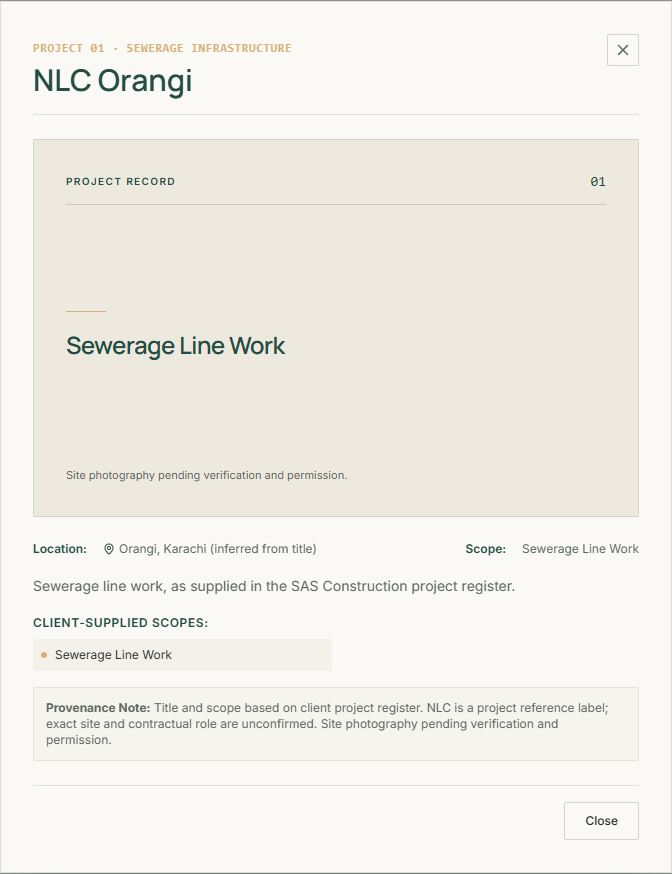 PROJECT 01 · SEWERAGE INFRASTRUCTURE
NLC Orangi
PROJECT RECORD 01
Sewerage Line Work
Site photography pending verification and permission.
Location: Orangi, Karachi (inferred from title) Scope: Sewerage Line Work
Sewerage line work, as supplied in the SAS Construction project register.
CLIENT-SUPPLIED SCOPES:
Sewerage Line Work
Provenance Note: Title and scope based on client project register. NLC is a project reference label;
exact site and contractual role are unconfirmed. Site photography pending verification and
permission.
Close